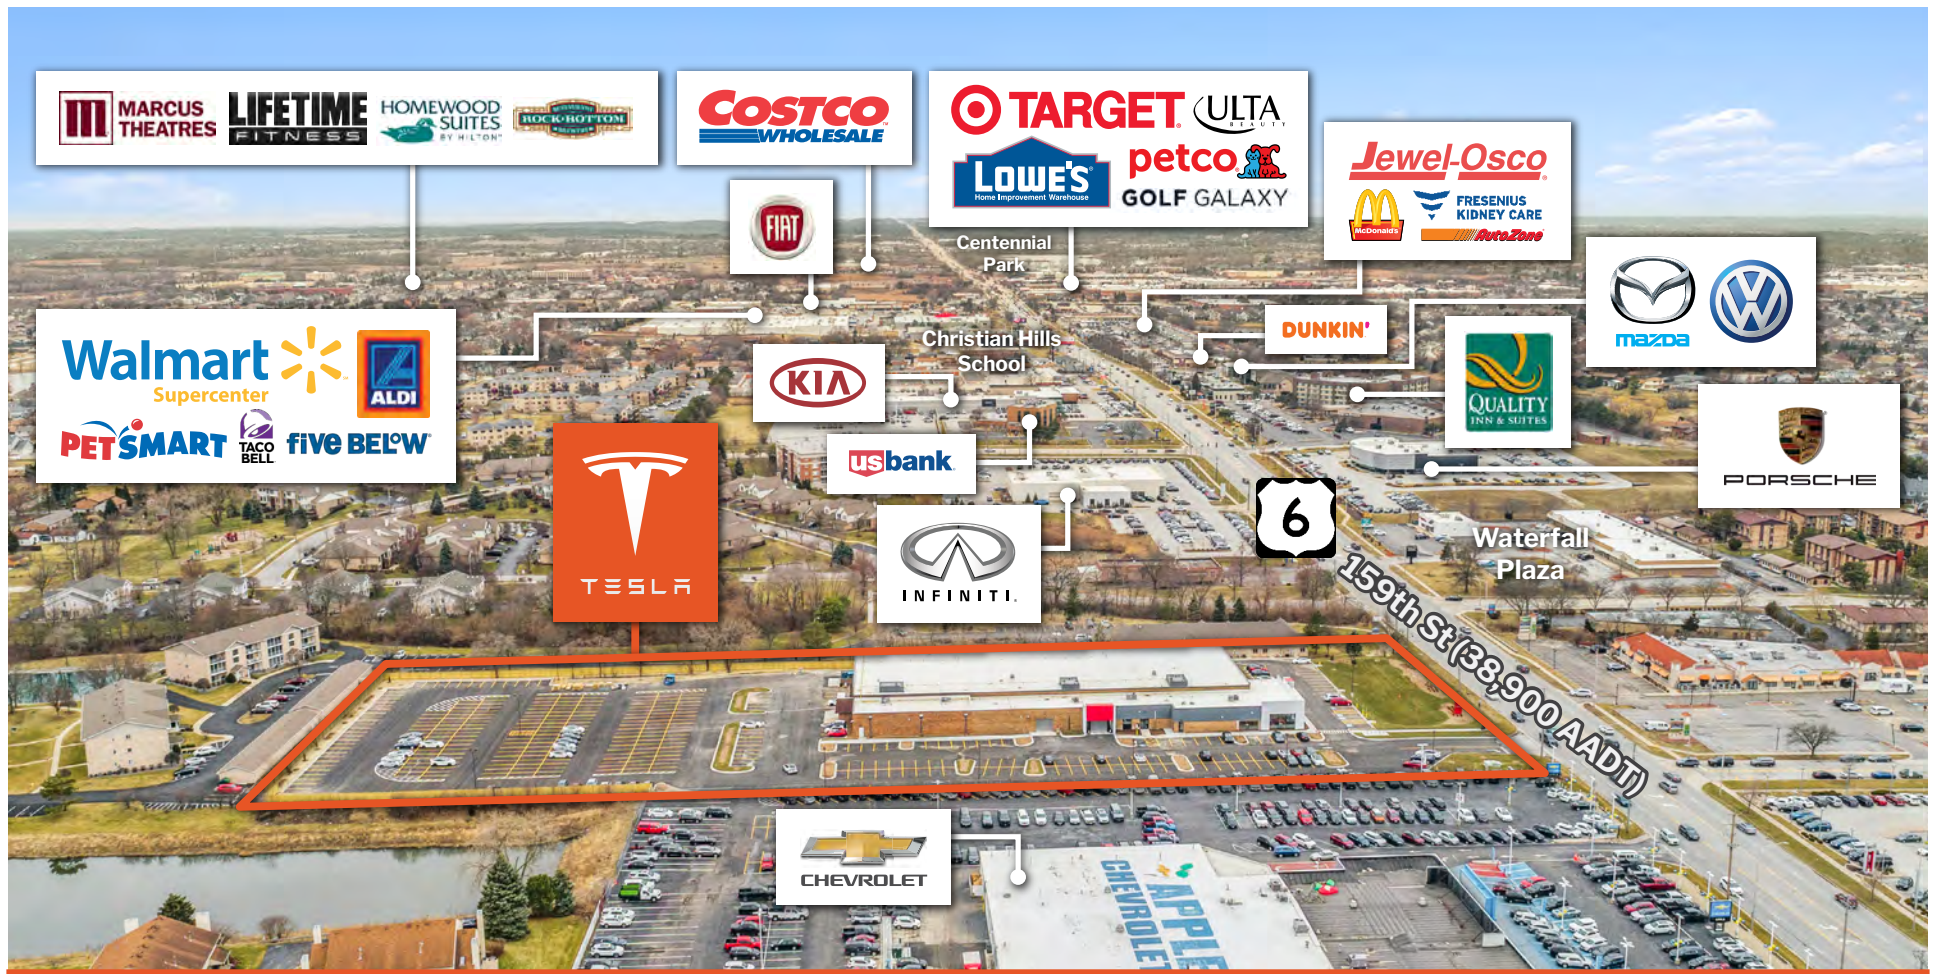 MARCUS
THEATRES
LIFETIME
FITNESS
HOMEWOOD
SUITES
BY HILTON
ROCK BOTTOM
COSTCO
WHOLESALE
TARGET
ULTA
BEAUTY
LOWE'S
Home Improvement Warehouse
petco
GOLF GALAXY
Jewel-Osco
McDonald's
FRESENIUS
KIDNEY CARE
AutoZone
FIAT
Centennial
Park
mazda
Walmart
Supercenter
ALDI
PETSMART
TACO
BELL
five BELOW
DUNKIN'
Christian Hills
School
KIA
QUALITY
INN & SUITES
PORSCHE
usbank
TESLA
INFINITI
6
Waterfall
Plaza
159th St (38,900 AADT)
CHEVROLET
APPLE
CHEVROLET